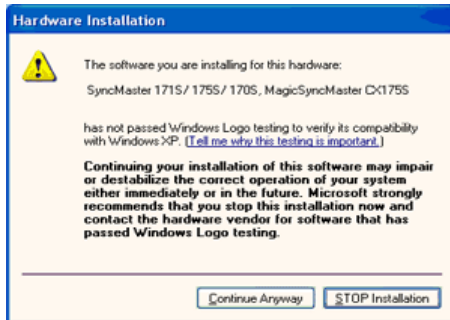 Hardware Installation
The software you are installing for this hardware:
SyncMaster 171S/ 175S/ 170S, MagicSyncMaster CX175S
has not passed Windows Logo testing to verify its compatibility
with Windows XP. (Tell me why this testing is important.)
Continuing your installation of this software may impair
or destabilize the correct operation of your system
either immediately or in the future. Microsoft strongly
recommends that you stop this installation now and
contact the hardware vendor for software that has
passed Windows Logo testing.
Continue Anyway
STOP Installation